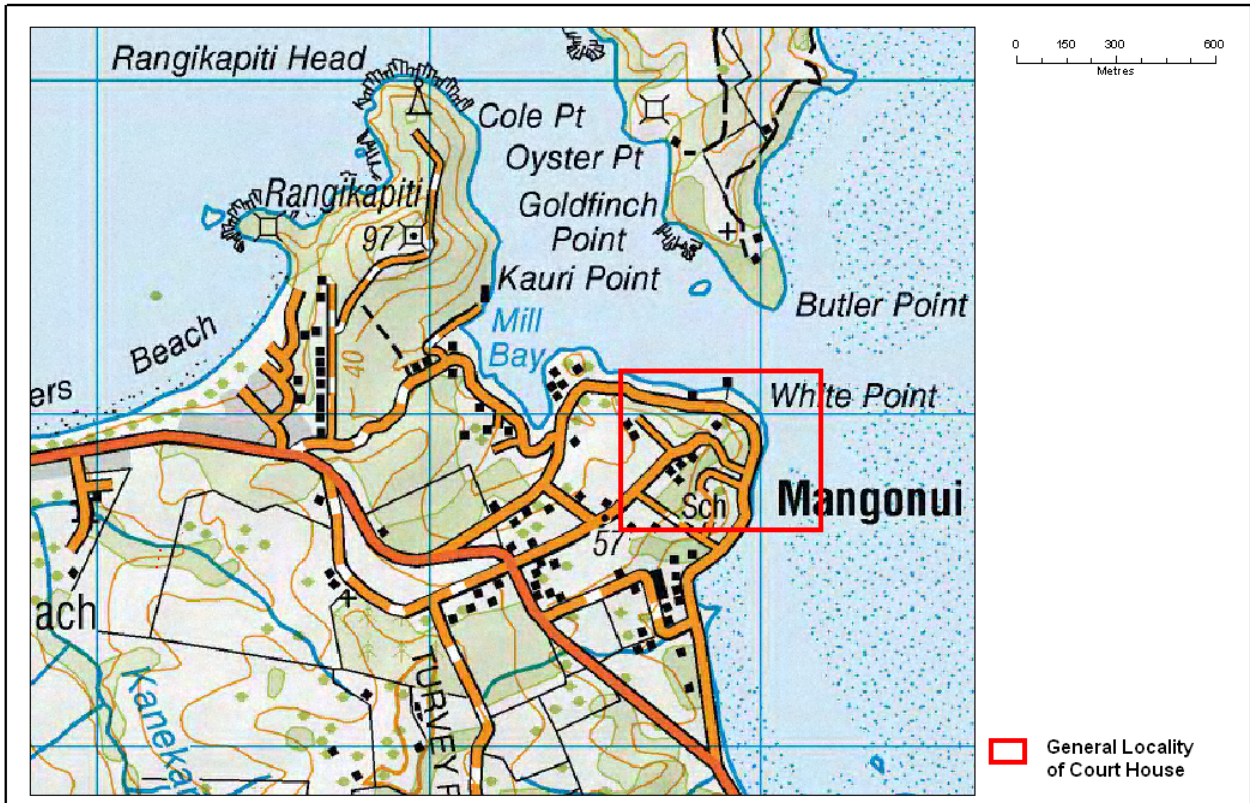 Rangikapiti Head
Cole Pt
Oyster Pt
Rangikapiti
Goldfinch
Point
97
Kauri Point
Mill
Bay
Butler Point
Beach
40
ers
White Point
Mangonui
Sch
57
ach
Kanekan
TURVEY R
0 150 300 600
Metres
General Locality
of Court House